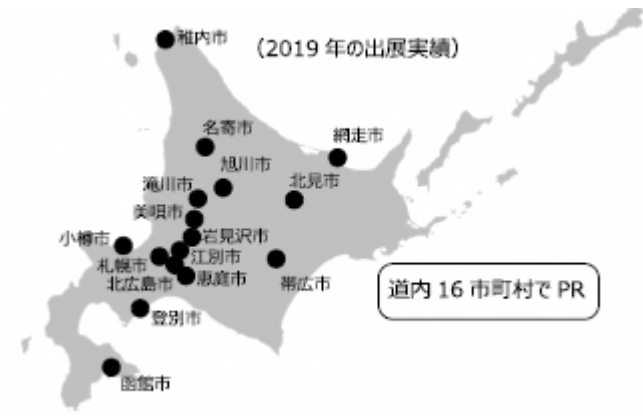 稚内市
（2019 年の出展実績）
名寄市
網走市
旭川市
滝川市
北見市
美唄市
小樽市
岩見沢市
札幌市
江別市
北広島市
恵庭市
帯広市
道内 16 市町村で PR
登別市
函館市